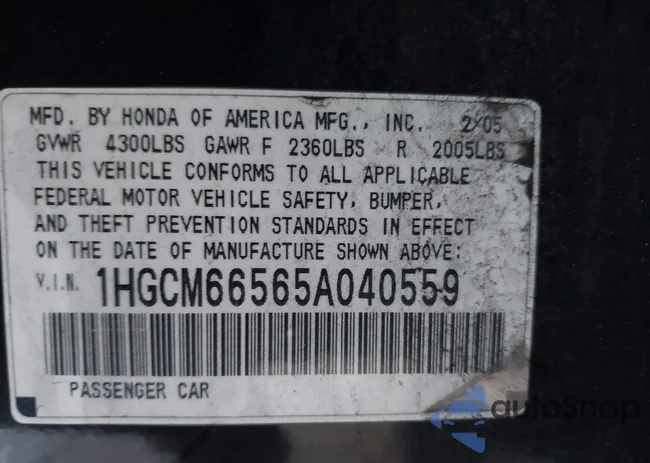 MFD. BY HONDA OF AMERICA MFG., INC. 2/05
GVWR 4300LBS GAWR F 2360LBS R 2005LBS
THIS VEHICLE CONFORMS TO ALL APPLICABLE
FEDERAL MOTOR VEHICLE SAFETY, BUMPER,
AND THEFT PREVENTION STANDARDS IN EFFECT
ON THE DATE OF MANUFACTURE SHOWN ABOVE:
V.I.N. 1HGCM66565A040559
PASSENGER CAR
autoSnap